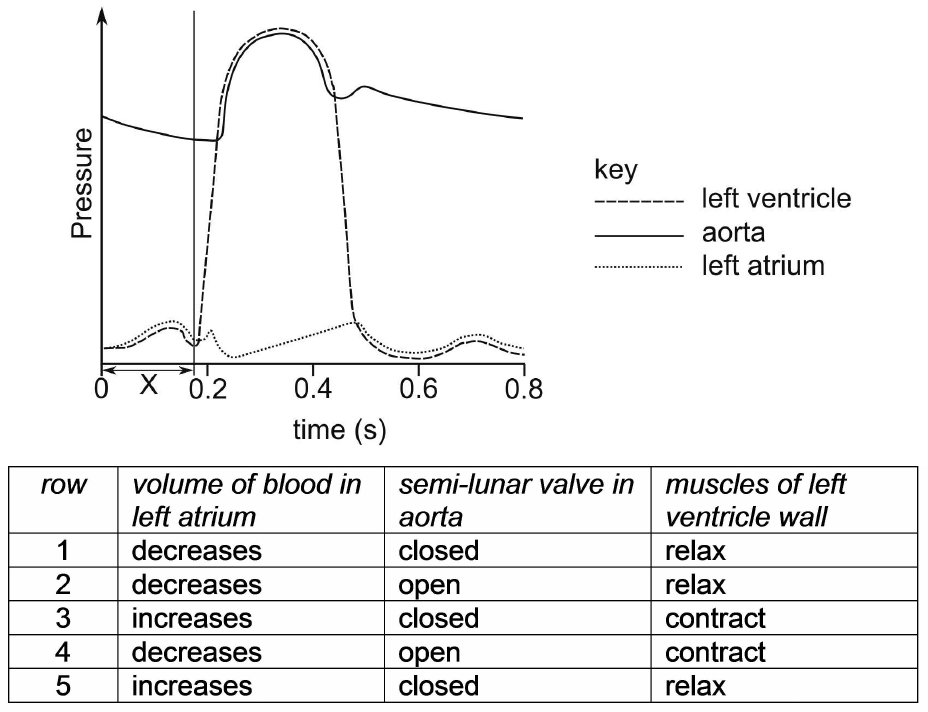 Pressure
key
left ventricle
aorta
left atrium
X
0 0.2 0.4 0.6 0.8
time (s)
row volume of blood in left atrium semi-lunar valve in aorta muscles of left ventricle wall
1 decreases closed relax
2 decreases open relax
3 increases closed contract
4 decreases open contract
5 increases closed relax